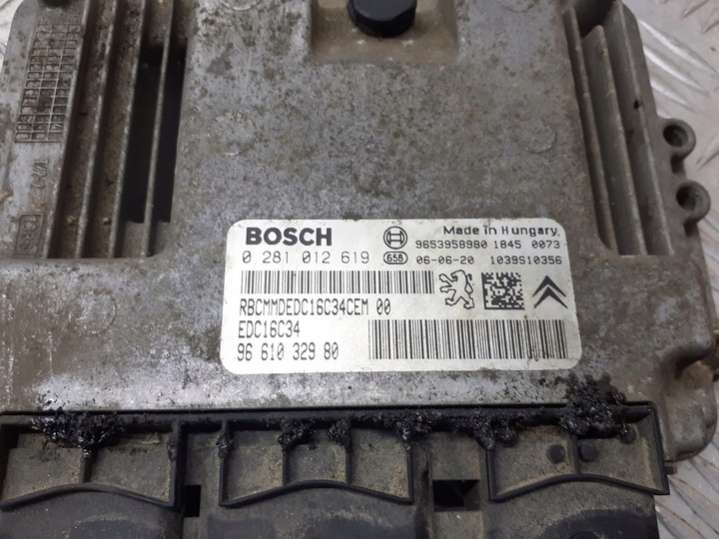 BOSCH
Made in Hungary
9653958980 1845 0073
0 281 012 619
658
06-06-20 1039S10356
RBCMMDEDC16C34CEM 00
EDC16C34
96 610 329 80